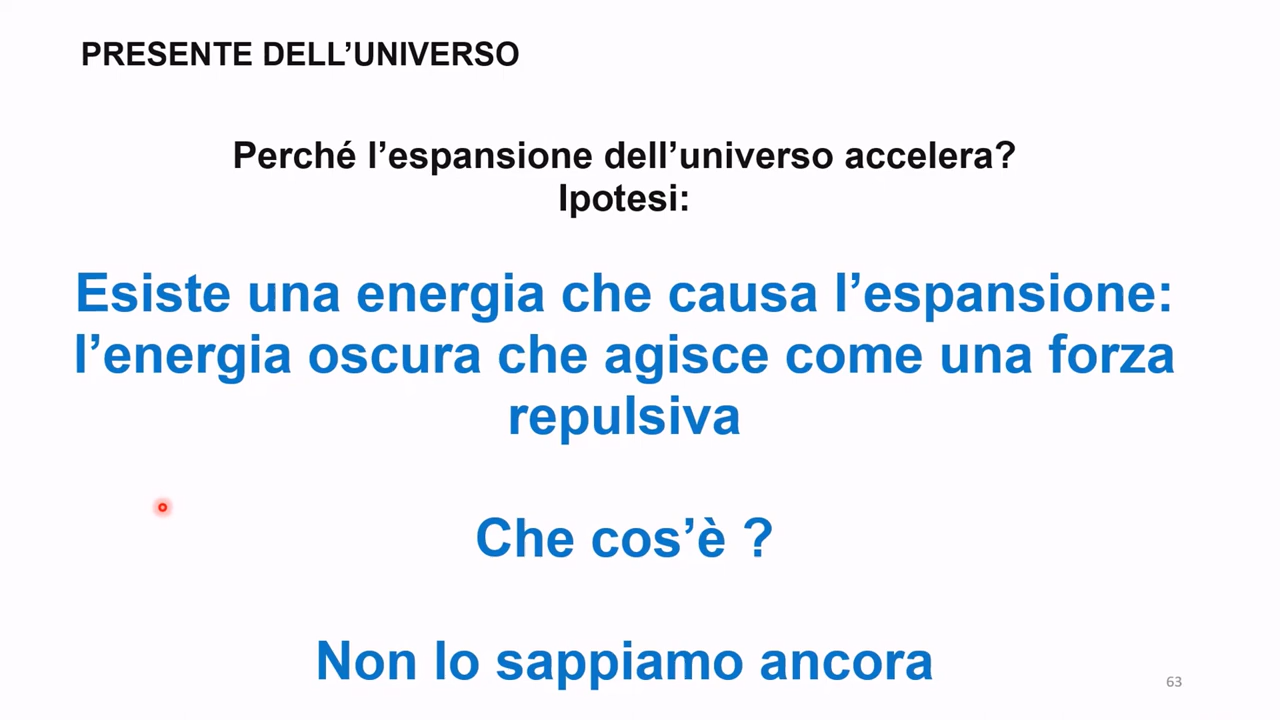 PRESENTE DELL’UNIVERSO
Perché l’espansione dell’universo accelera?
Ipotesi:
Esiste una energia che causa l’espansione:
l’energia oscura che agisce come una forza
repulsiva
Che cos’è ?
Non lo sappiamo ancora
63